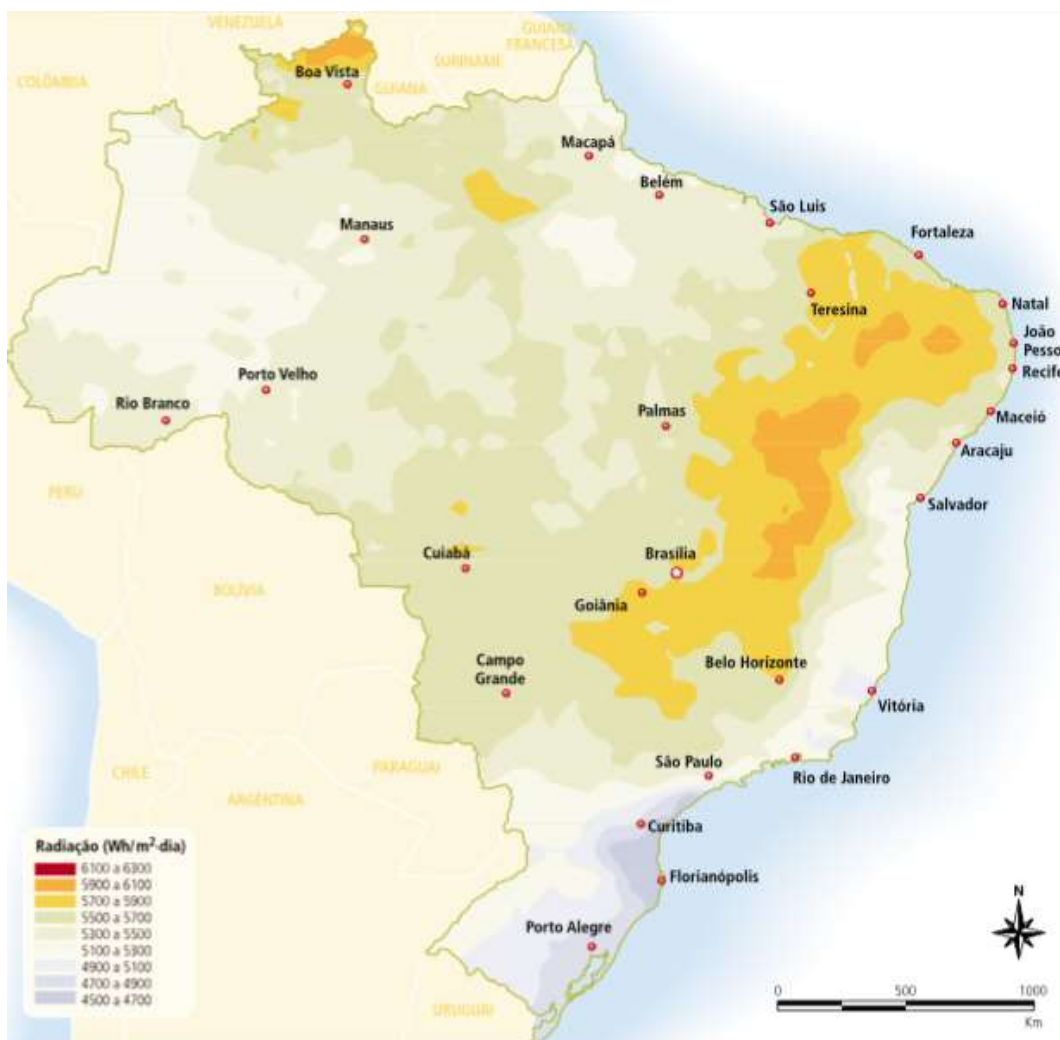 VENEZUELA
GUIANA
FRANCESA
SURINAME
COLÔMBIA
Boa Vista
GUIANA
Macapá
Belém
São Luis
Manaus
Fortaleza
Teresina
Natal
João
Pesso
Recife
Porto Velho
Rio Branco
Palmas
Maceió
Aracaju
PERU
Salvador
Cuiabá
Brasília
BOLÍVIA
Goiânia
Campo
Grande
Belo Horizonte
Vitória
São Paulo
Rio de Janeiro
CHILE
PARAGUAI
ARGENTINA
Curitiba
Radiação (Wh/m²·dia)
6100 a 6300
5900 a 6100
5700 a 5900
5500 a 5700
5300 a 5500
5100 a 5300
4900 a 5100
4700 a 4900
4500 a 4700
Florianópolis
Porto Alegre
N
URUGUAI
0 500 1000
Km